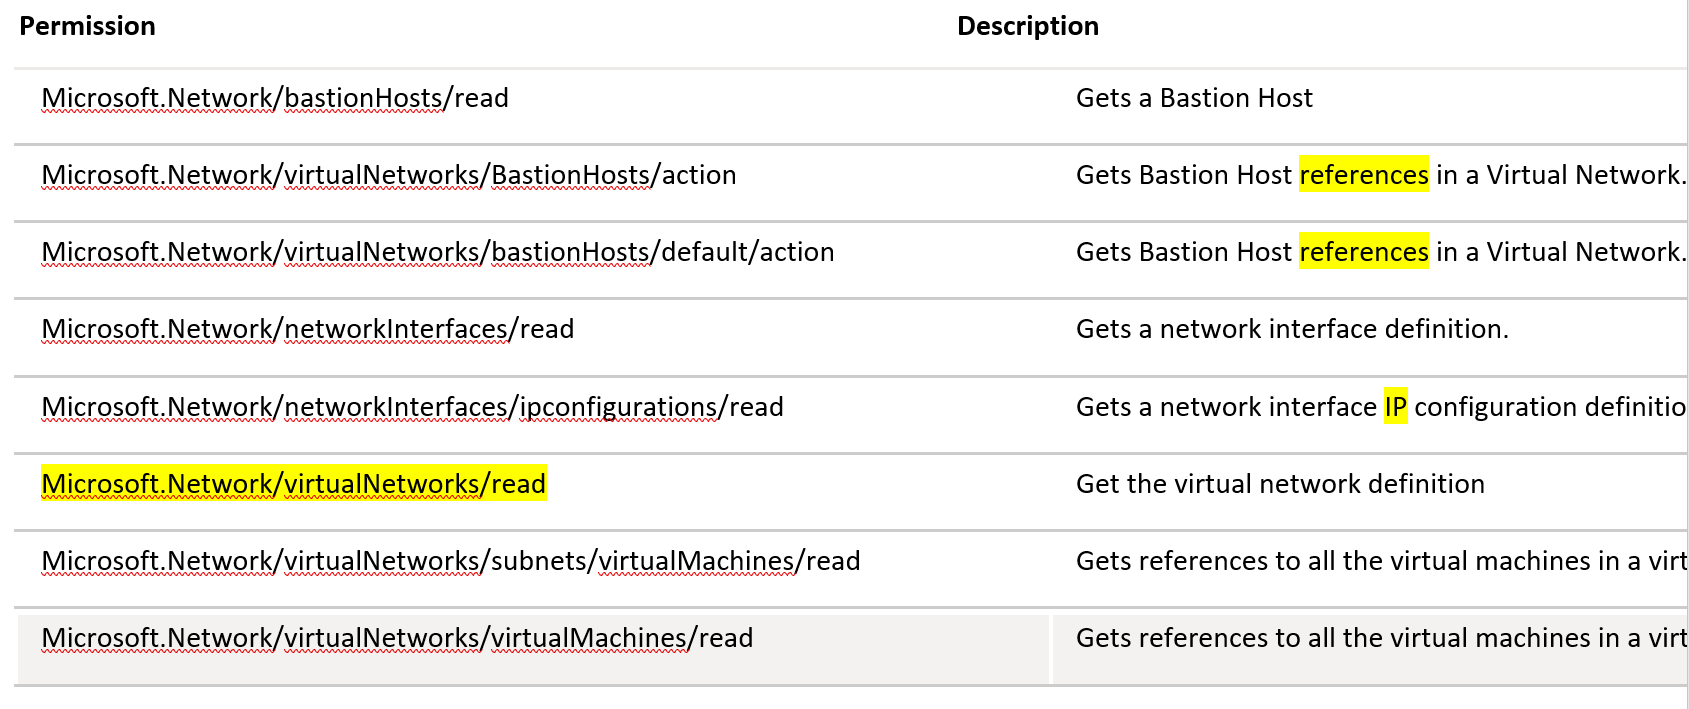 Permission Description
Microsoft.Network/bastionHosts/read Gets a Bastion Host
Microsoft.Network/virtualNetworks/BastionHosts/action Gets Bastion Host references in a Virtual Network.
Microsoft.Network/virtualNetworks/bastionHosts/default/action Gets Bastion Host references in a Virtual Network.
Microsoft.Network/networkInterfaces/read Gets a network interface definition.
Microsoft.Network/networkInterfaces/ipconfigurations/read Gets a network interface IP configuration definitio
Microsoft.Network/virtualNetworks/read Get the virtual network definition
Microsoft.Network/virtualNetworks/subnets/virtualMachines/read Gets references to all the virtual machines in a virt
Microsoft.Network/virtualNetworks/virtualMachines/read Gets references to all the virtual machines in a virt